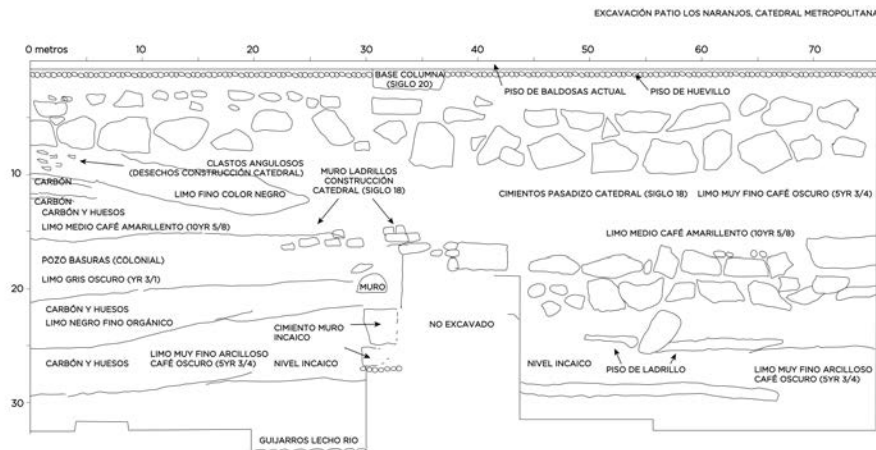 EXCAVACIÓN PATIO LOS NARANJOS, CATEDRAL METROPOLITANA
0 metros 10 20 30 40 50 60 70
BASE COLUMNA
(SIGLO 20)
PISO DE BALDOSAS ACTUAL
PISO DE HUEVILLO
CLASTOS ANGULOSOS
(DESECHOS CONSTRUCCIÓN CATEDRAL)
MURO LADRILLOS
CONSTRUCCIÓN
CATEDRAL (SIGLO 18)
10
CARBÓN
LIMO FINO COLOR NEGRO
CIMIENTOS PASADIZO CATEDRAL (SIGLO 18)
LIMO MUY FINO CAFÉ OSCURO (5YR 3/4)
CARBÓN
CARBÓN Y HUESOS
LIMO MEDIO CAFÉ AMARILLENTO (10YR 5/8)
LIMO MEDIO CAFÉ AMARILLENTO (10YR 5/8)
POZO BASURAS (COLONIAL)
LIMO GRIS OSCURO (YR 3/1)
MURO
20
CARBÓN Y HUESOS
LIMO NEGRO FINO ORGÁNICO
CIMIENTO MURO
INCAICO
NO EXCAVADO
CARBÓN Y HUESOS
LIMO MUY FINO ARCILLOSO
CAFÉ OSCURO (5YR 3/4)
NIVEL INCAICO
NIVEL INCAICO
PISO DE LADRILLO
LIMO MUY FINO ARCILLOSO
CAFÉ OSCURO (5YR 3/4)
30
GUIJARROS LECHO RIO